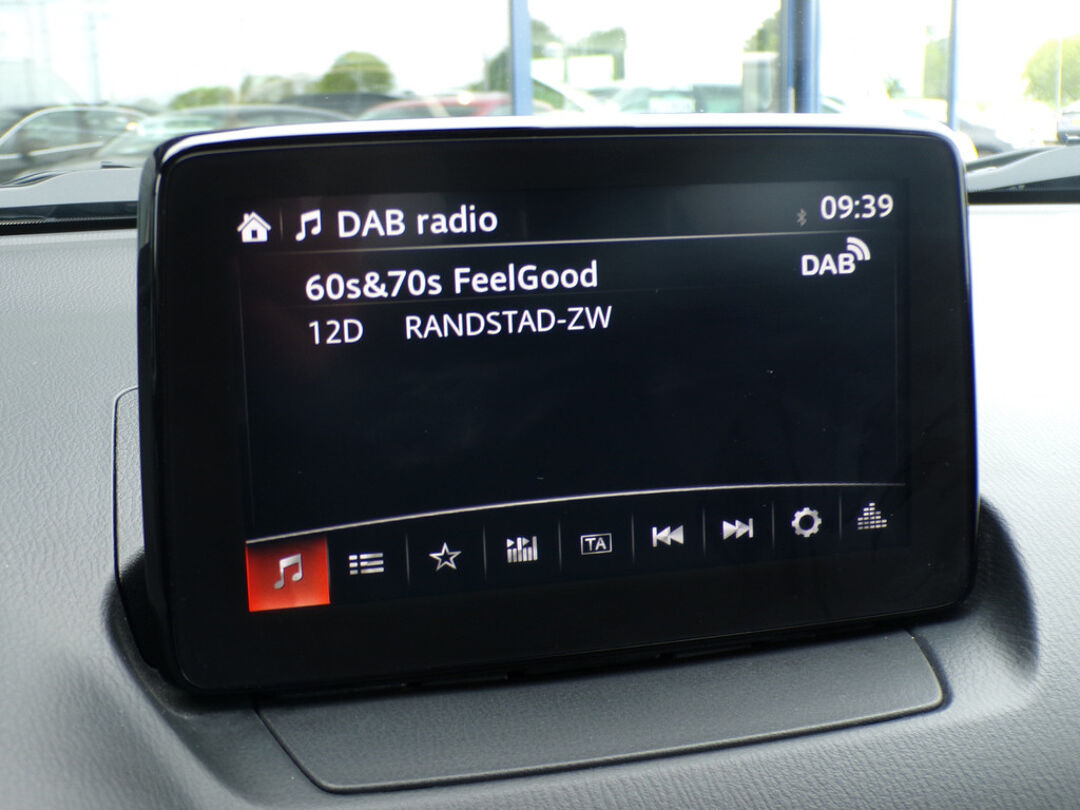 DAB radio 09:39
60s&70s FeelGood DAB
12D RANDSTAD-ZW
TA